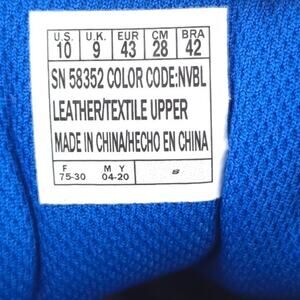 U.S. U.K. EUR CM BRA
10 9 43 28 42
SN 58352 COLOR CODE:NVBL
LEATHER/TEXTILE UPPER
MADE IN CHINA/HECHO EN CHINA
F M Y
75-30 04-20